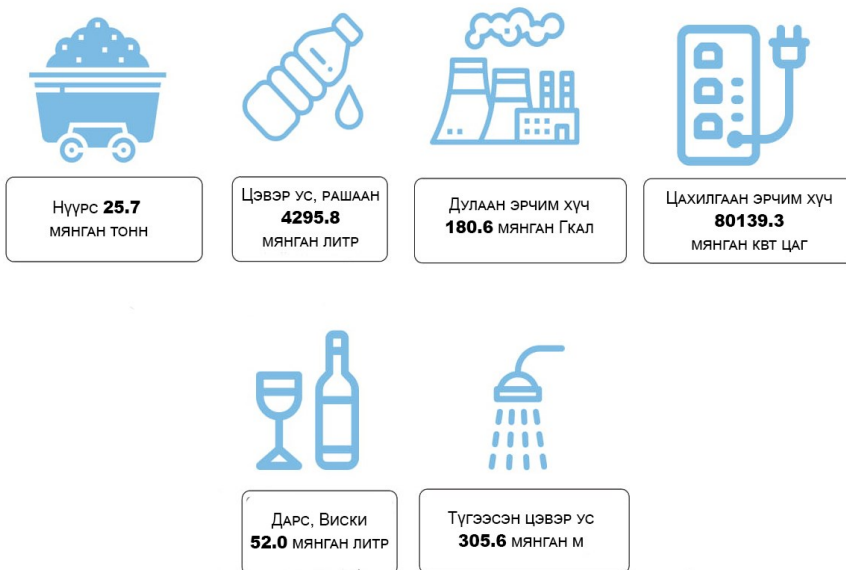 Нүүрс 25.7
мянган тонн
Цэвэр ус, рашаан
4295.8
мянган литр
Дулаан эрчим хүч
180.6 мянган Гкал
Цахилгаан эрчим хүч
80139.3
мянган квт цаг
Дарс, Виски
52.0 мянган литр
Түгээсэн цэвэр ус
305.6 мянган м